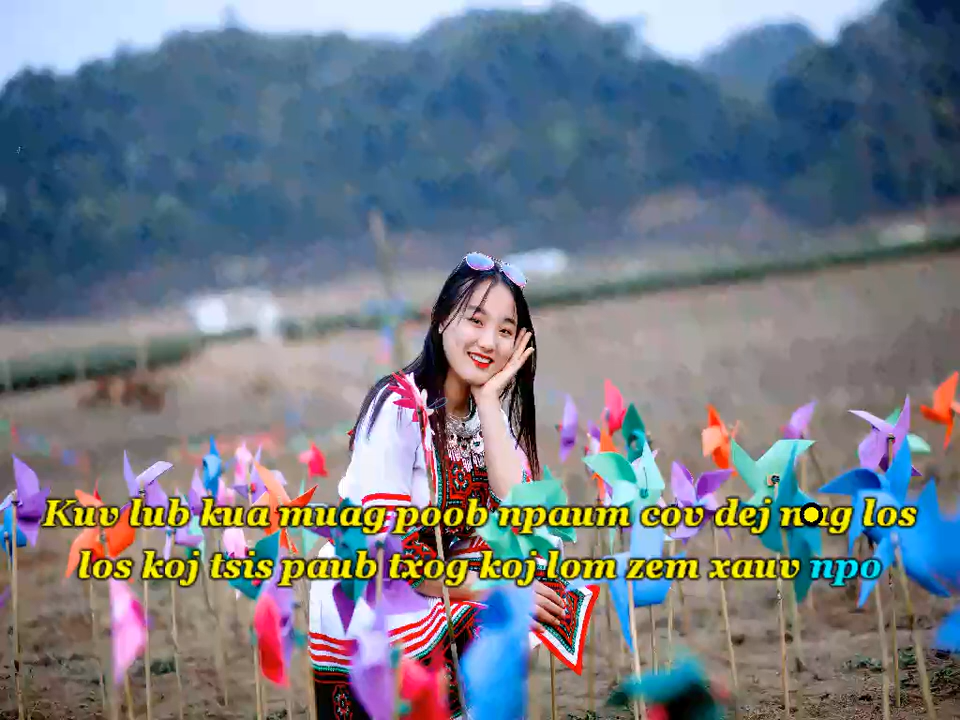 Kuv lub kua muag poob npaum cov dej nag los
los koj tsis paub txog koj lom zem xauv npo